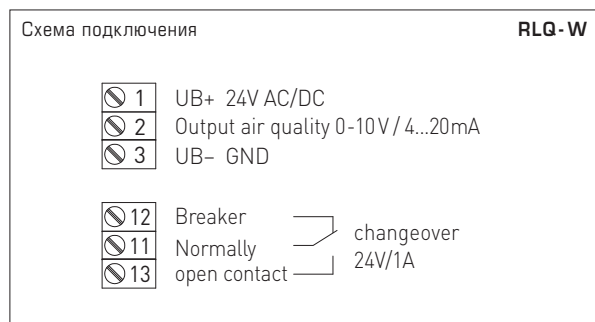 Схема подключения RLQ-W
1 UB+ 24V AC/DC
2 Output air quality 0-10V / 4...20mA
3 UB– GND
12 Breaker
11 Normally
13 open contact
changeover
24V/1A